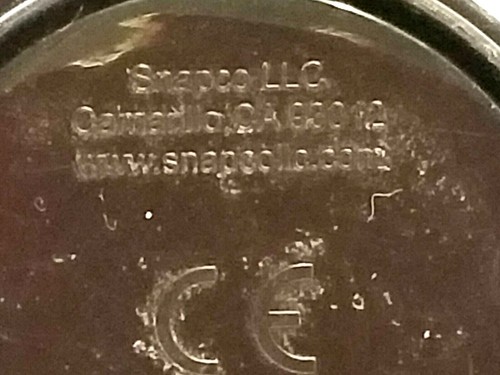 Snapco LLC
Camarillo, CA 93012
www.snapcollc.com
CE